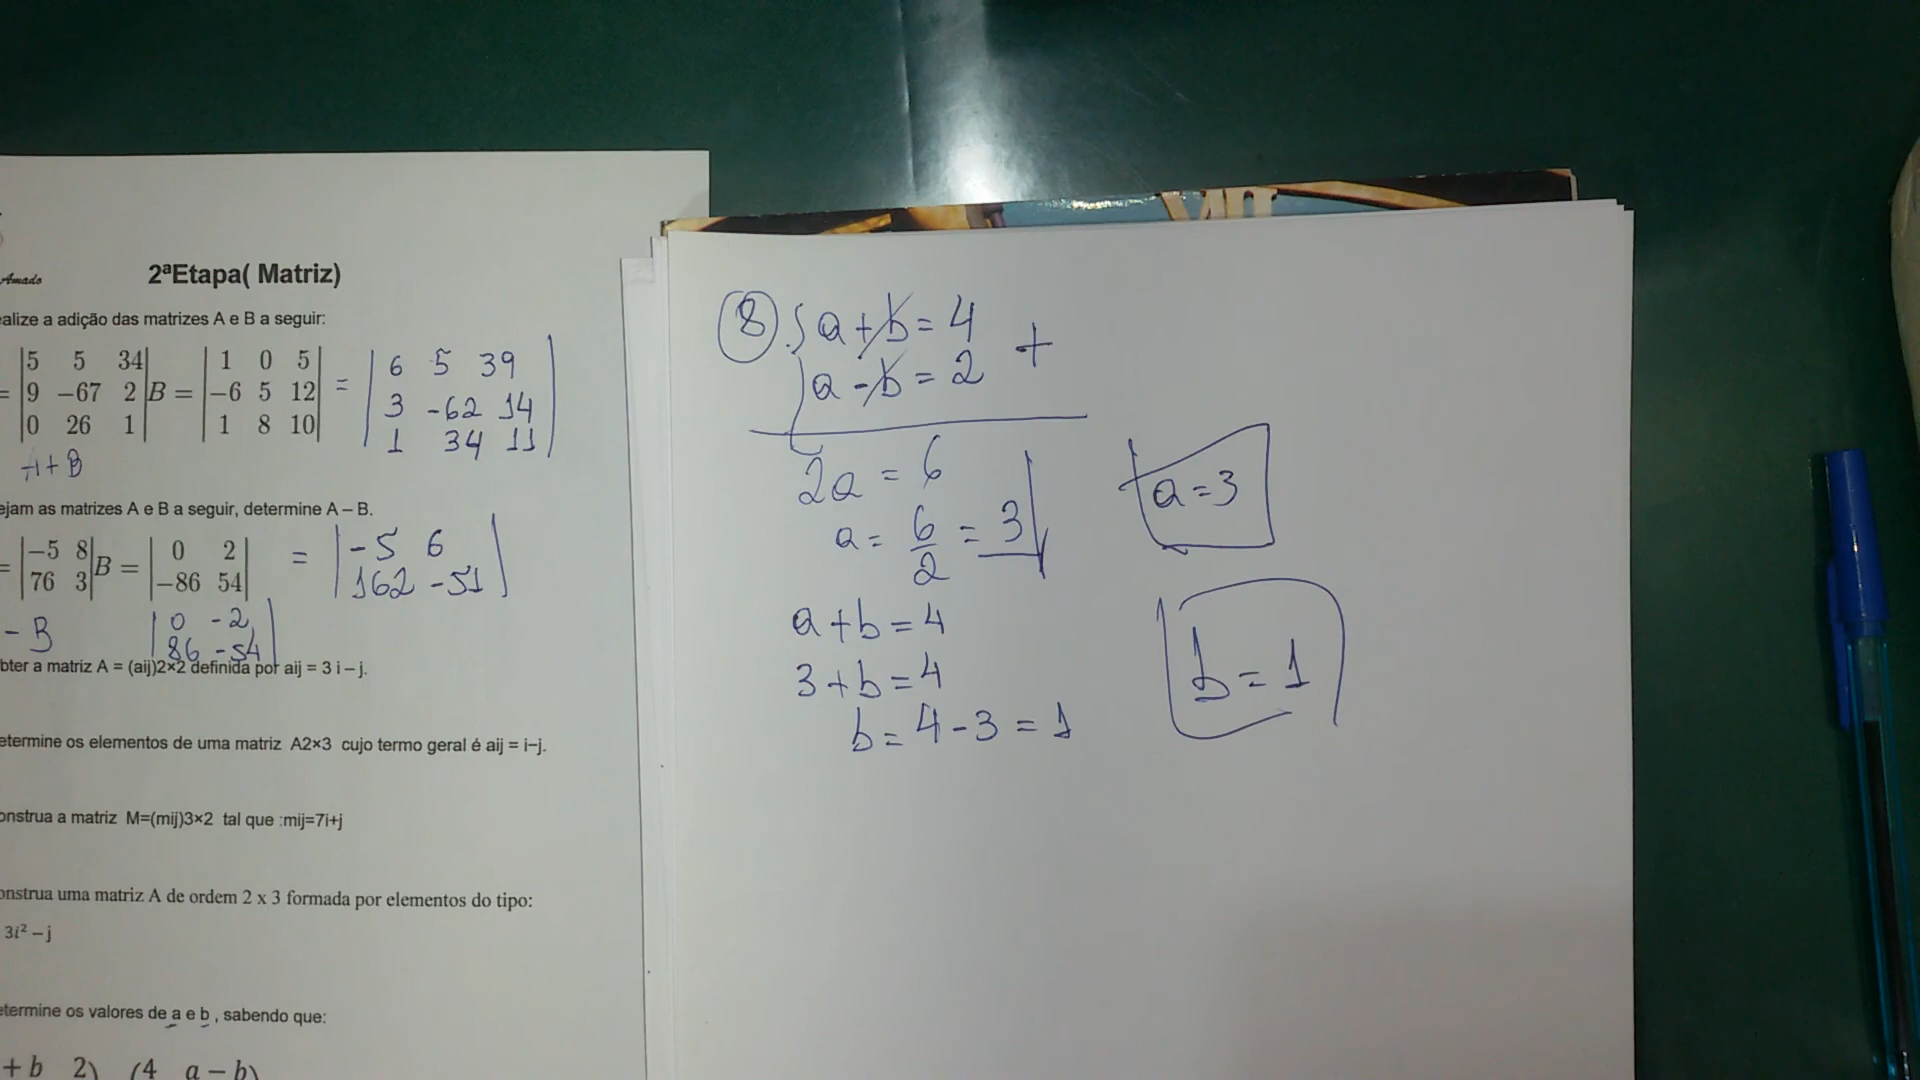 Amado
2ªEtapa( Matriz)
alize a adição das matrizes A e B a seguir:
= |5 5 34| B = | 1 0 5| = | 6 5 39 |
|9 −67 2| |−6 5 12| | 3 -62 14 |
|0 26 1| | 1 8 10| | 1 34 11 |
A+B
ejam as matrizes A e B a seguir, determine A – B.
= |−5 8| B = | 0 2| = | -5 6 |
|76 3| |−86 54| | 162 -51 |
- B | 0 -2 |
| 86 -54 |
bter a matriz A = (aij)2×2 definida por aij = 3 i – j.
etermine os elementos de uma matriz A2×3 cujo termo geral é aij = i–j.
onstrua a matriz M=(mij)3×2 tal que :mij=7i+j
onstrua uma matriz A de ordem 2 x 3 formada por elementos do tipo:
3i² – j
etermine os valores de a e b , sabendo que:
+ b 2) (4 a − b)
8 { a + b = 4 +
a - b = 2
2a = 6
a = 6/2 = 3
a = 3
a + b = 4
3 + b = 4
b = 4 - 3 = 1
b = 1